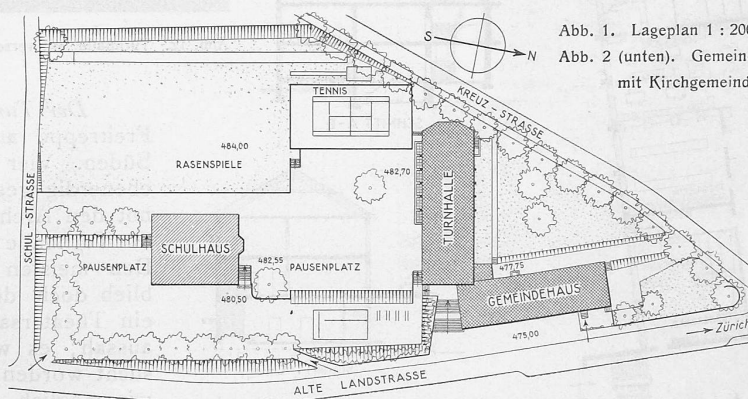 Abb. 1. Lageplan 1 : 200
Abb. 2 (unten). Gemein
mit Kirchgemeind
S
N
TENNIS
KREUZ-STRASSE
484,00
RASENSPIELE
482,70
TURNHALLE
SCHUL-STRASSE
SCHULHAUS
PAUSENPLATZ
482,55
PAUSENPLATZ
480,50
477,75
GEMEINDEHAUS
475,00
Zürich
ALTE LANDSTRASSE